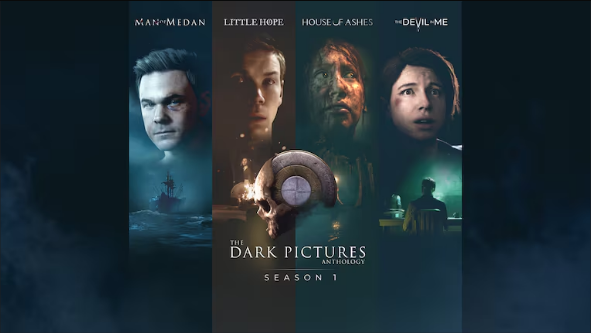 MAN OF MEDAN
LITTLE HOPE
HOUSE OF ASHES
THE DEVIL IN ME
THE
DARK PICTURES
ANTHOLOGY
SEASON 1